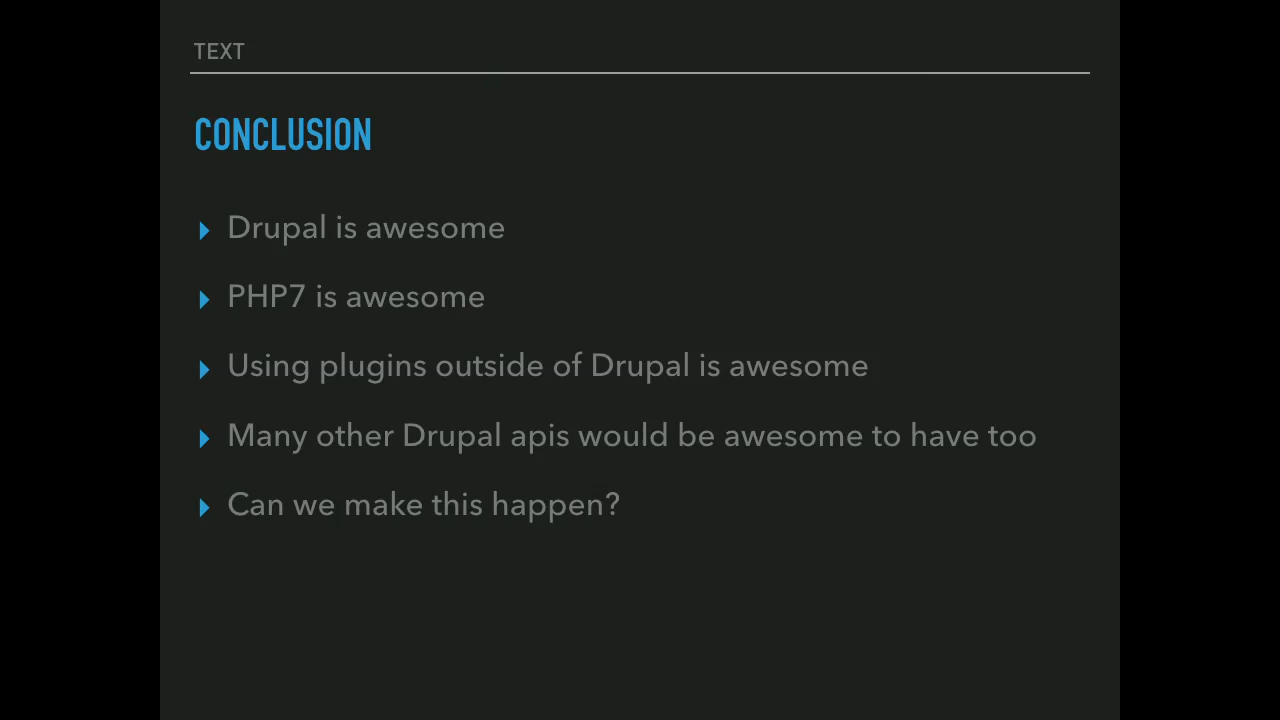 TEXT
CONCLUSION
Drupal is awesome
PHP7 is awesome
Using plugins outside of Drupal is awesome
Many other Drupal apis would be awesome to have too
Can we make this happen?